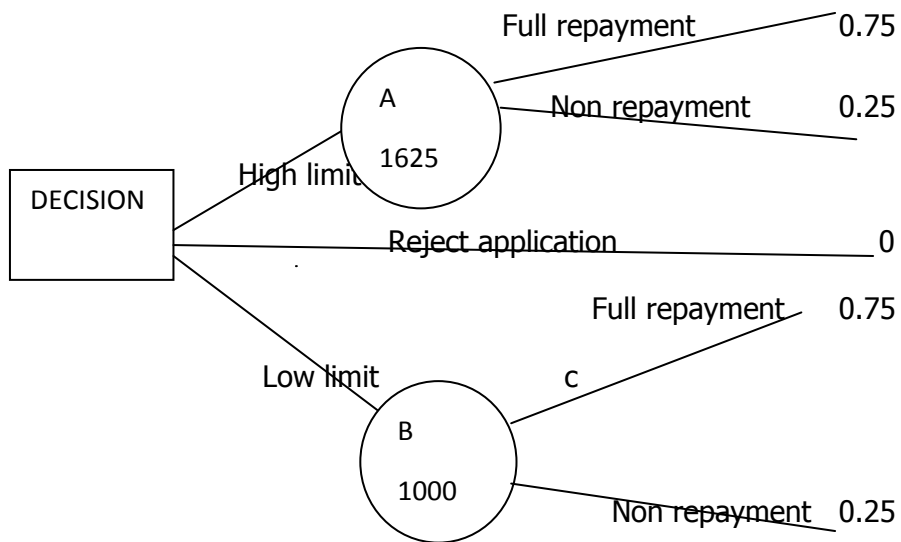 Full repayment 0.75
A
Non repayment 0.25
1625
High limit
DECISION
Reject application 0
Full repayment 0.75
Low limit
c
B
1000
Non repayment 0.25